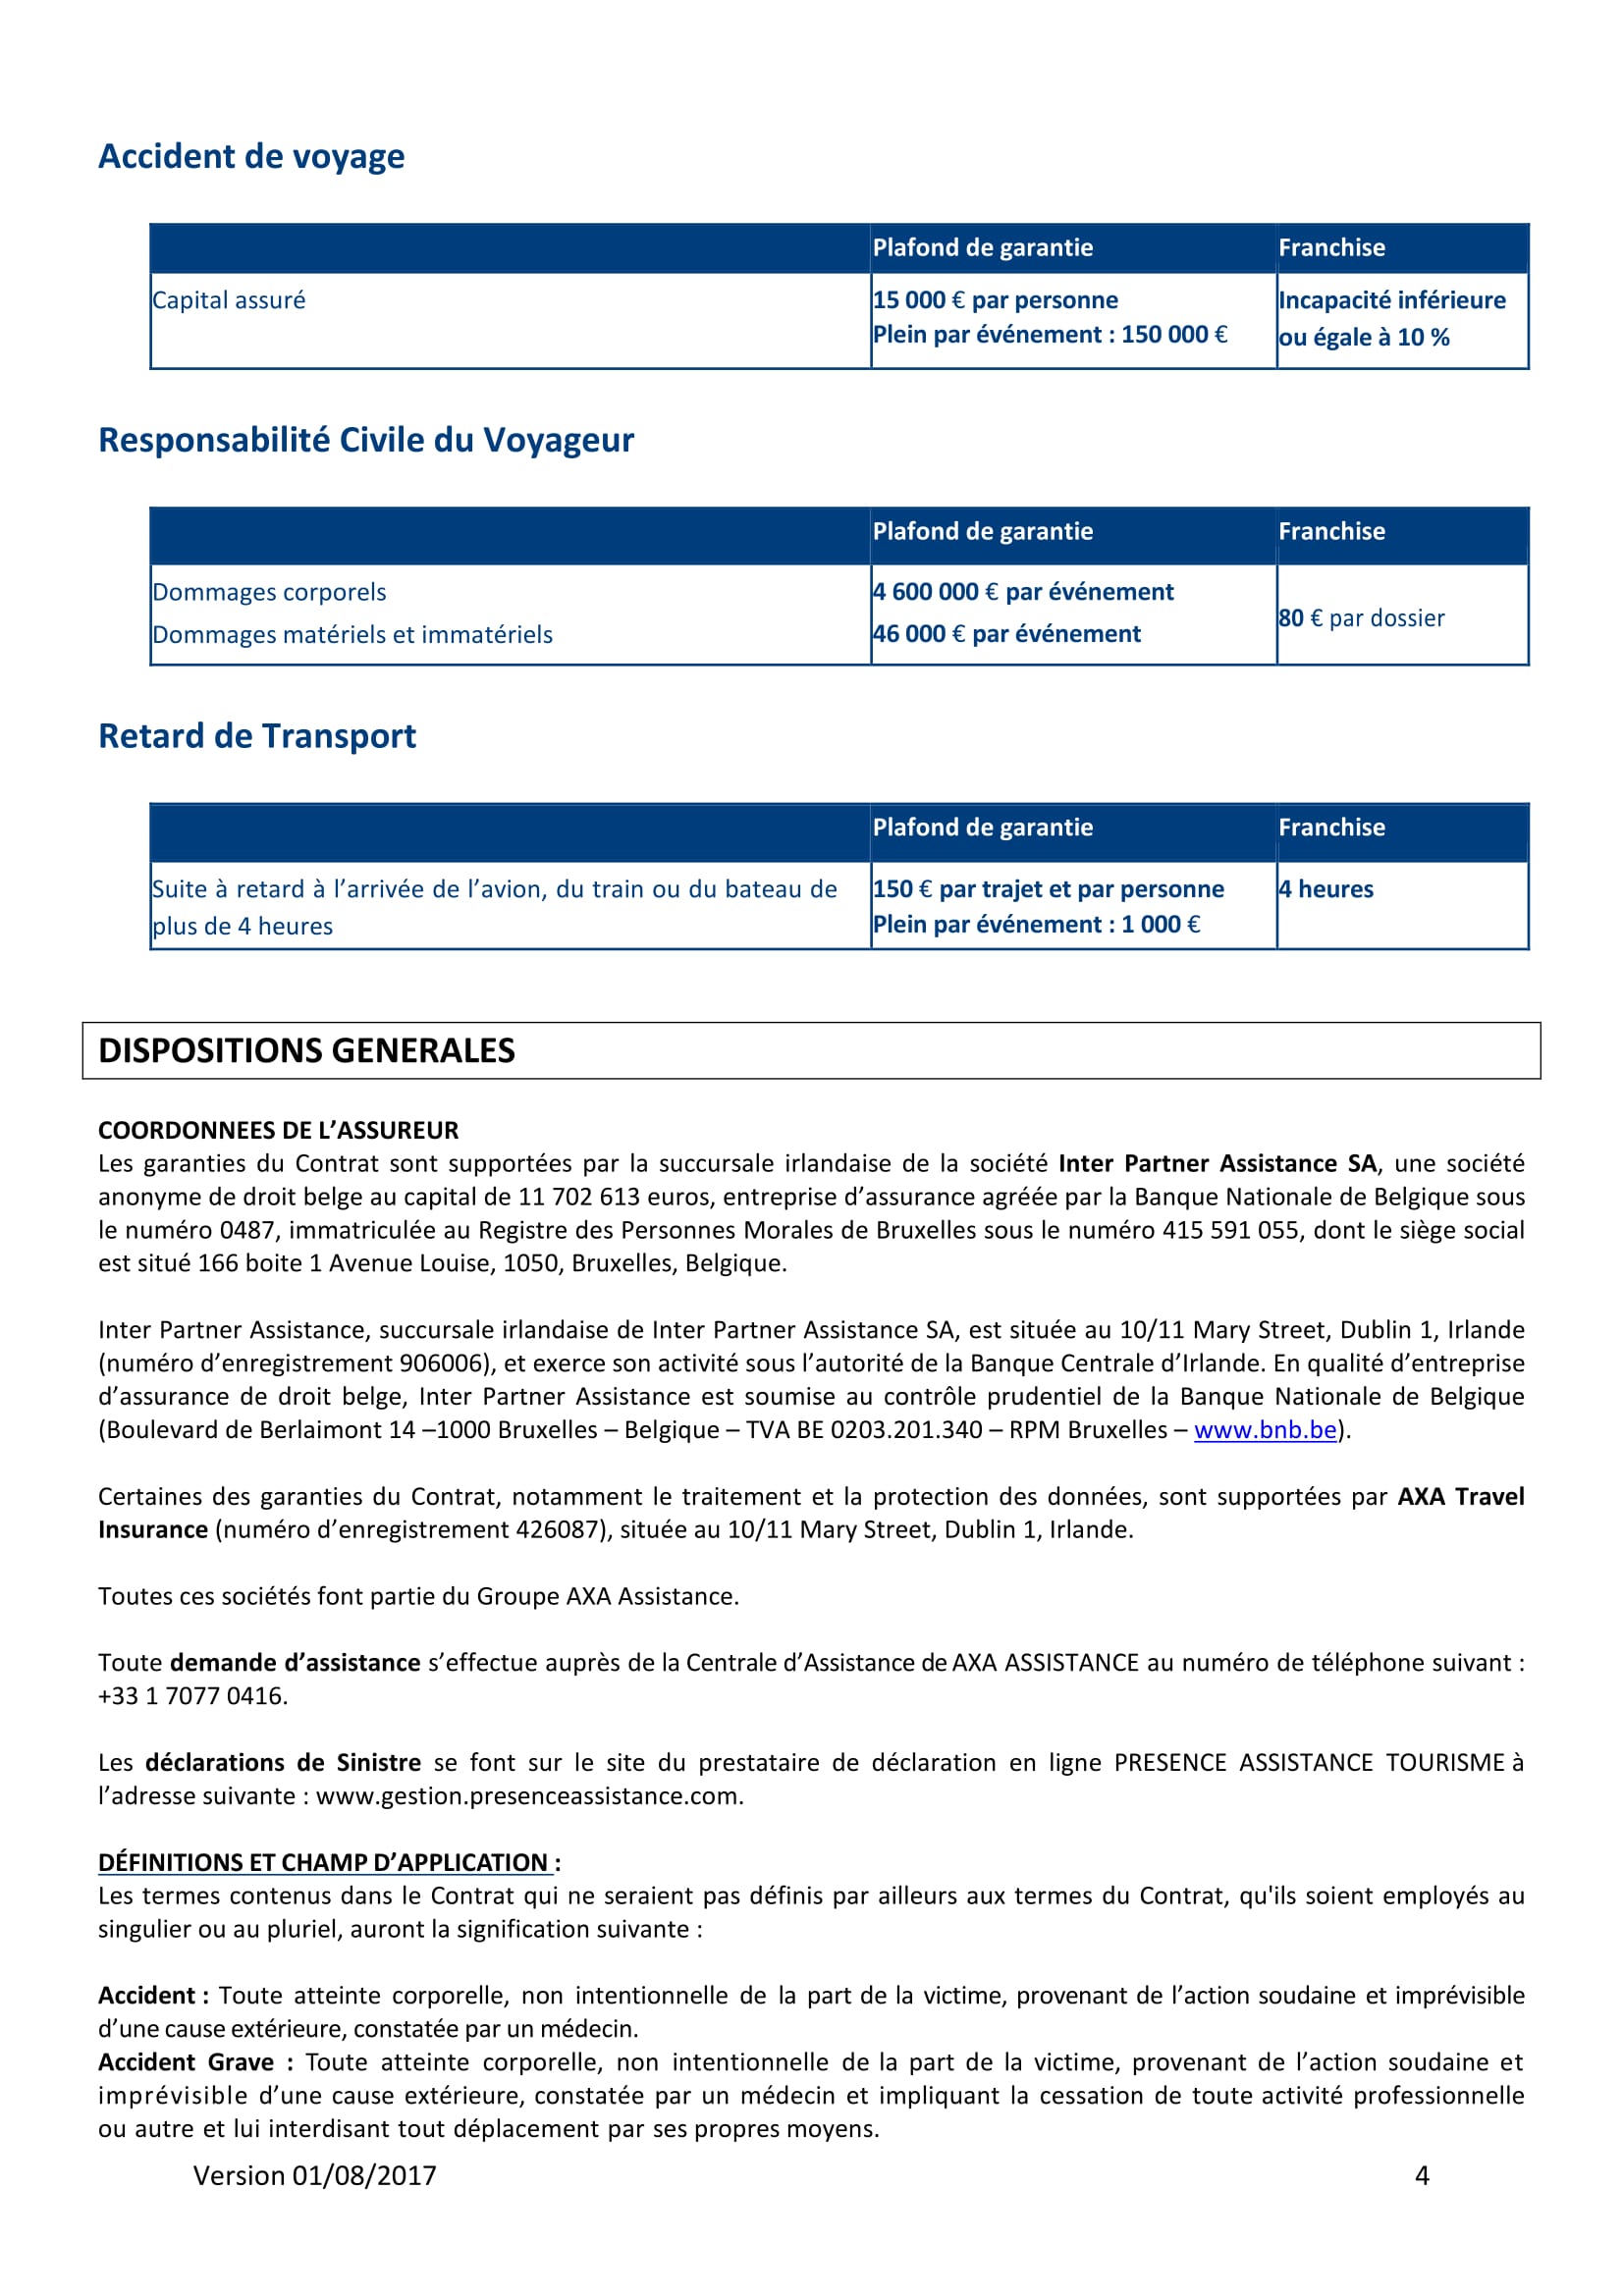 Accident de voyage
Plafond de garantie Franchise
Capital assuré 15 000 € par personne Incapacité inférieure
Plein par événement : 150 000 € ou égale à 10 %
Responsabilité Civile du Voyageur
Plafond de garantie Franchise
Dommages corporels 4 600 000 € par événement
80 € par dossier
Dommages matériels et immatériels 46 000 € par événement
Retard de Transport
Plafond de garantie Franchise
Suite à retard à l’arrivée de l’avion, du train ou du bateau de 150 € par trajet et par personne 4 heures
plus de 4 heures Plein par événement : 1 000 €
DISPOSITIONS GENERALES
COORDONNEES DE L’ASSUREUR
Les garanties du Contrat sont supportées par la succursale irlandaise de la société Inter Partner Assistance SA, une société
anonyme de droit belge au capital de 11 702 613 euros, entreprise d’assurance agréée par la Banque Nationale de Belgique sous
le numéro 0487, immatriculée au Registre des Personnes Morales de Bruxelles sous le numéro 415 591 055, dont le siège social
est situé 166 boite 1 Avenue Louise, 1050, Bruxelles, Belgique.
Inter Partner Assistance, succursale irlandaise de Inter Partner Assistance SA, est située au 10/11 Mary Street, Dublin 1, Irlande
(numéro d’enregistrement 906006), et exerce son activité sous l’autorité de la Banque Centrale d’Irlande. En qualité d’entreprise
d’assurance de droit belge, Inter Partner Assistance est soumise au contrôle prudentiel de la Banque Nationale de Belgique
(Boulevard de Berlaimont 14 –1000 Bruxelles – Belgique – TVA BE 0203.201.340 – RPM Bruxelles – www.bnb.be).
Certaines des garanties du Contrat, notamment le traitement et la protection des données, sont supportées par AXA Travel
Insurance (numéro d’enregistrement 426087), située au 10/11 Mary Street, Dublin 1, Irlande.
Toutes ces sociétés font partie du Groupe AXA Assistance.
Toute demande d’assistance s’effectue auprès de la Centrale d’Assistance de AXA ASSISTANCE au numéro de téléphone suivant :
+33 1 7077 0416.
Les déclarations de Sinistre se font sur le site du prestataire de déclaration en ligne PRESENCE ASSISTANCE TOURISME à
l’adresse suivante : www.gestion.presenceassistance.com.
DÉFINITIONS ET CHAMP D’APPLICATION :
Les termes contenus dans le Contrat qui ne seraient pas définis par ailleurs aux termes du Contrat, qu'ils soient employés au
singulier ou au pluriel, auront la signification suivante :
Accident : Toute atteinte corporelle, non intentionnelle de la part de la victime, provenant de l’action soudaine et imprévisible
d’une cause extérieure, constatée par un médecin.
Accident Grave : Toute atteinte corporelle, non intentionnelle de la part de la victime, provenant de l’action soudaine et
imprévisible d’une cause extérieure, constatée par un médecin et impliquant la cessation de toute activité professionnelle
ou autre et lui interdisant tout déplacement par ses propres moyens.
Version 01/08/2017 4